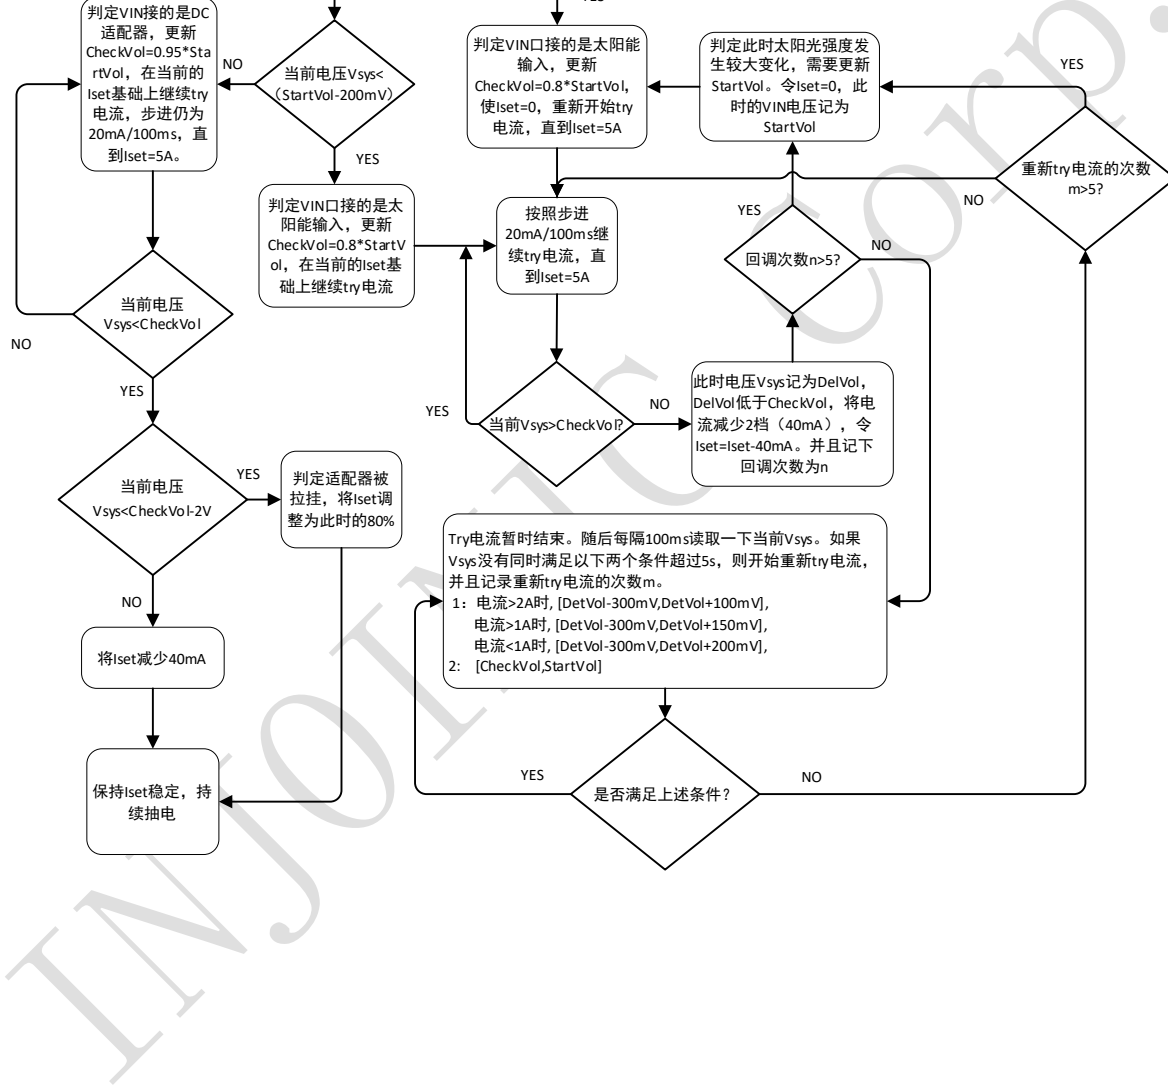 YES
判定VIN接的是DC
适配器，更新
CheckVol=0.95*Sta
rtVol，在当前的
Iset基础上继续try
电流，步进仍为
20mA/100ms，直
到Iset=5A。
NO
当前电压Vsys<
（StartVol-200mV）
YES
判定VIN口接的是太阳能
输入，更新
CheckVol=0.8*StartVol，
使Iset=0，重新开始try
电流，直到Iset=5A
判定此时太阳光强度发
生较大变化，需要更新
StartVol。令Iset=0，此
时的VIN电压记为
StartVol
YES
重新try电流的次数
m>5?
NO
判定VIN口接的是太
阳能输入，更新
CheckVol=0.8*StartV
ol，在当前的Iset基
础上继续try电流
按照步进
20mA/100ms继
续try电流，直
到Iset=5A
YES
回调次数n>5?
NO
当前电压
Vsys<CheckVol
NO
YES
当前Vsys>CheckVol?
YES
NO
此时电压Vsys记为DelVol，
DelVol低于CheckVol，将电
流减少2档（40mA），令
Iset=Iset-40mA。并且记下
回调次数为n
当前电压
Vsys<CheckVol-2V
YES
判定适配器被
拉挂，将Iset调
整为此时的80%
NO
将Iset减少40mA
保持Iset稳定，持
续抽电
Try电流暂时结束。随后每隔100ms读取一下当前Vsys。如果
Vsys没有同时满足以下两个条件超过5s，则开始重新try电流，
并且记录重新try电流的次数m。
1：电流>2A时, [DetVol-300mV,DetVol+100mV],
电流>1A时, [DetVol-300mV,DetVol+150mV],
电流<1A时, [DetVol-300mV,DetVol+200mV],
2: [CheckVol,StartVol]
YES
是否满足上述条件？
NO
INJOINIC Corp.